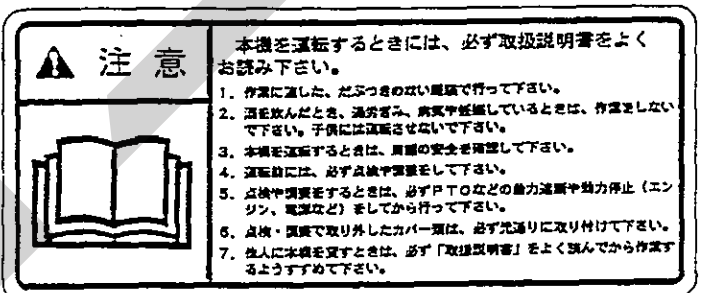 注意
本機を運転するときには、必ず取扱説明書をよく
お読み下さい。
1. 作業に適した、だぶつきのない服装で行って下さい。
2. 酒を飲んだとき、過労ぎみ、病気や妊娠しているときは、作業をしない
で下さい。子供には運転させないで下さい。
3. 本機を運転するときは、周囲の安全を確認して下さい。
4. 運転前には、必ず点検や調整をして下さい。
5. 点検や調整をするときは、必ずPTOなどの動力遮断や動力停止（エン
ジン、電源など）をしてから行って下さい。
6. 点検・調整で取り外したカバー類は、必ず元通りに取り付けて下さい。
7. 他人に本機を貸すときは、必ず「取扱説明書」をよく読んでから作業す
るようすすめて下さい。